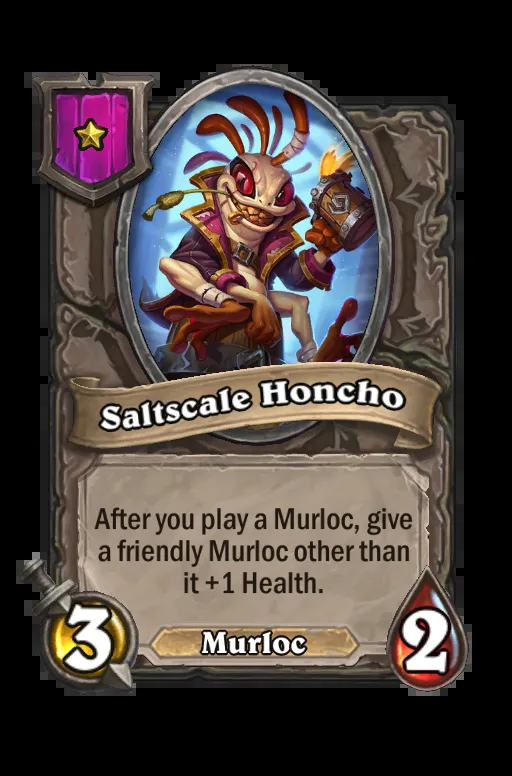 Saltscale Honcho
After you play a Murloc, give
a friendly Murloc other than
it +1 Health.
3
Murloc
2